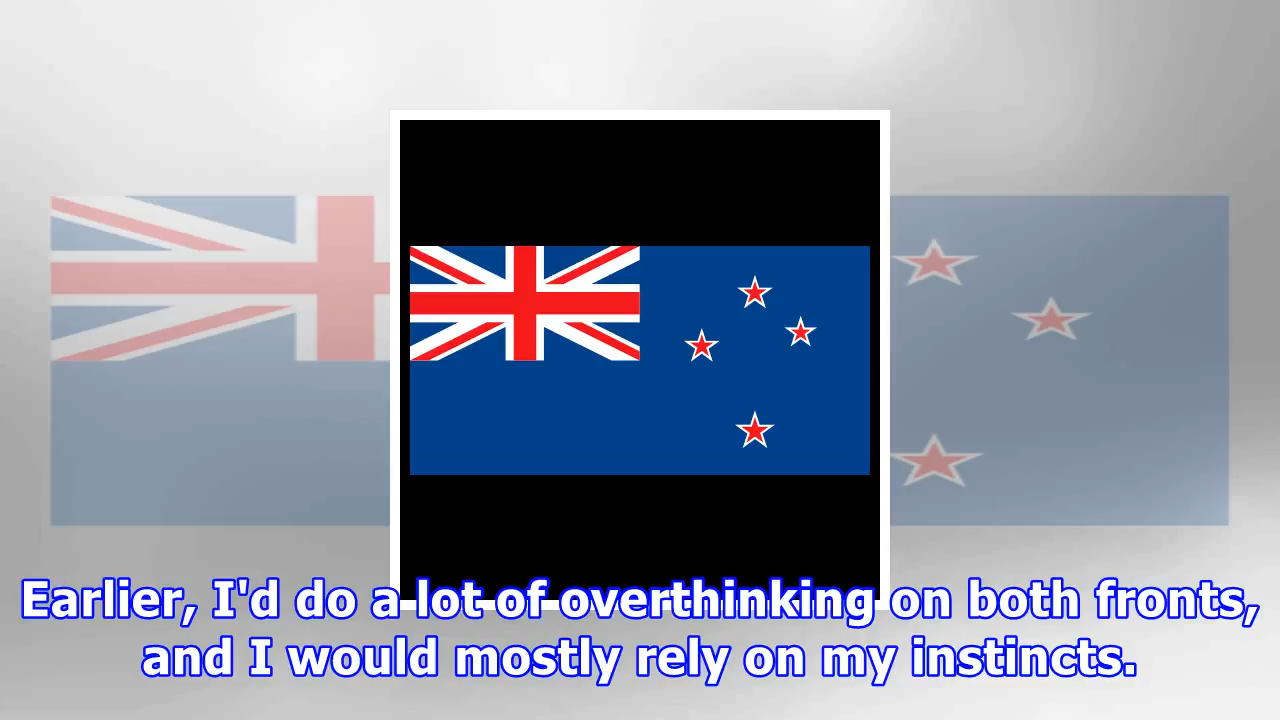 Earlier, I'd do a lot of overthinking on both fronts,
and I would mostly rely on my instincts.